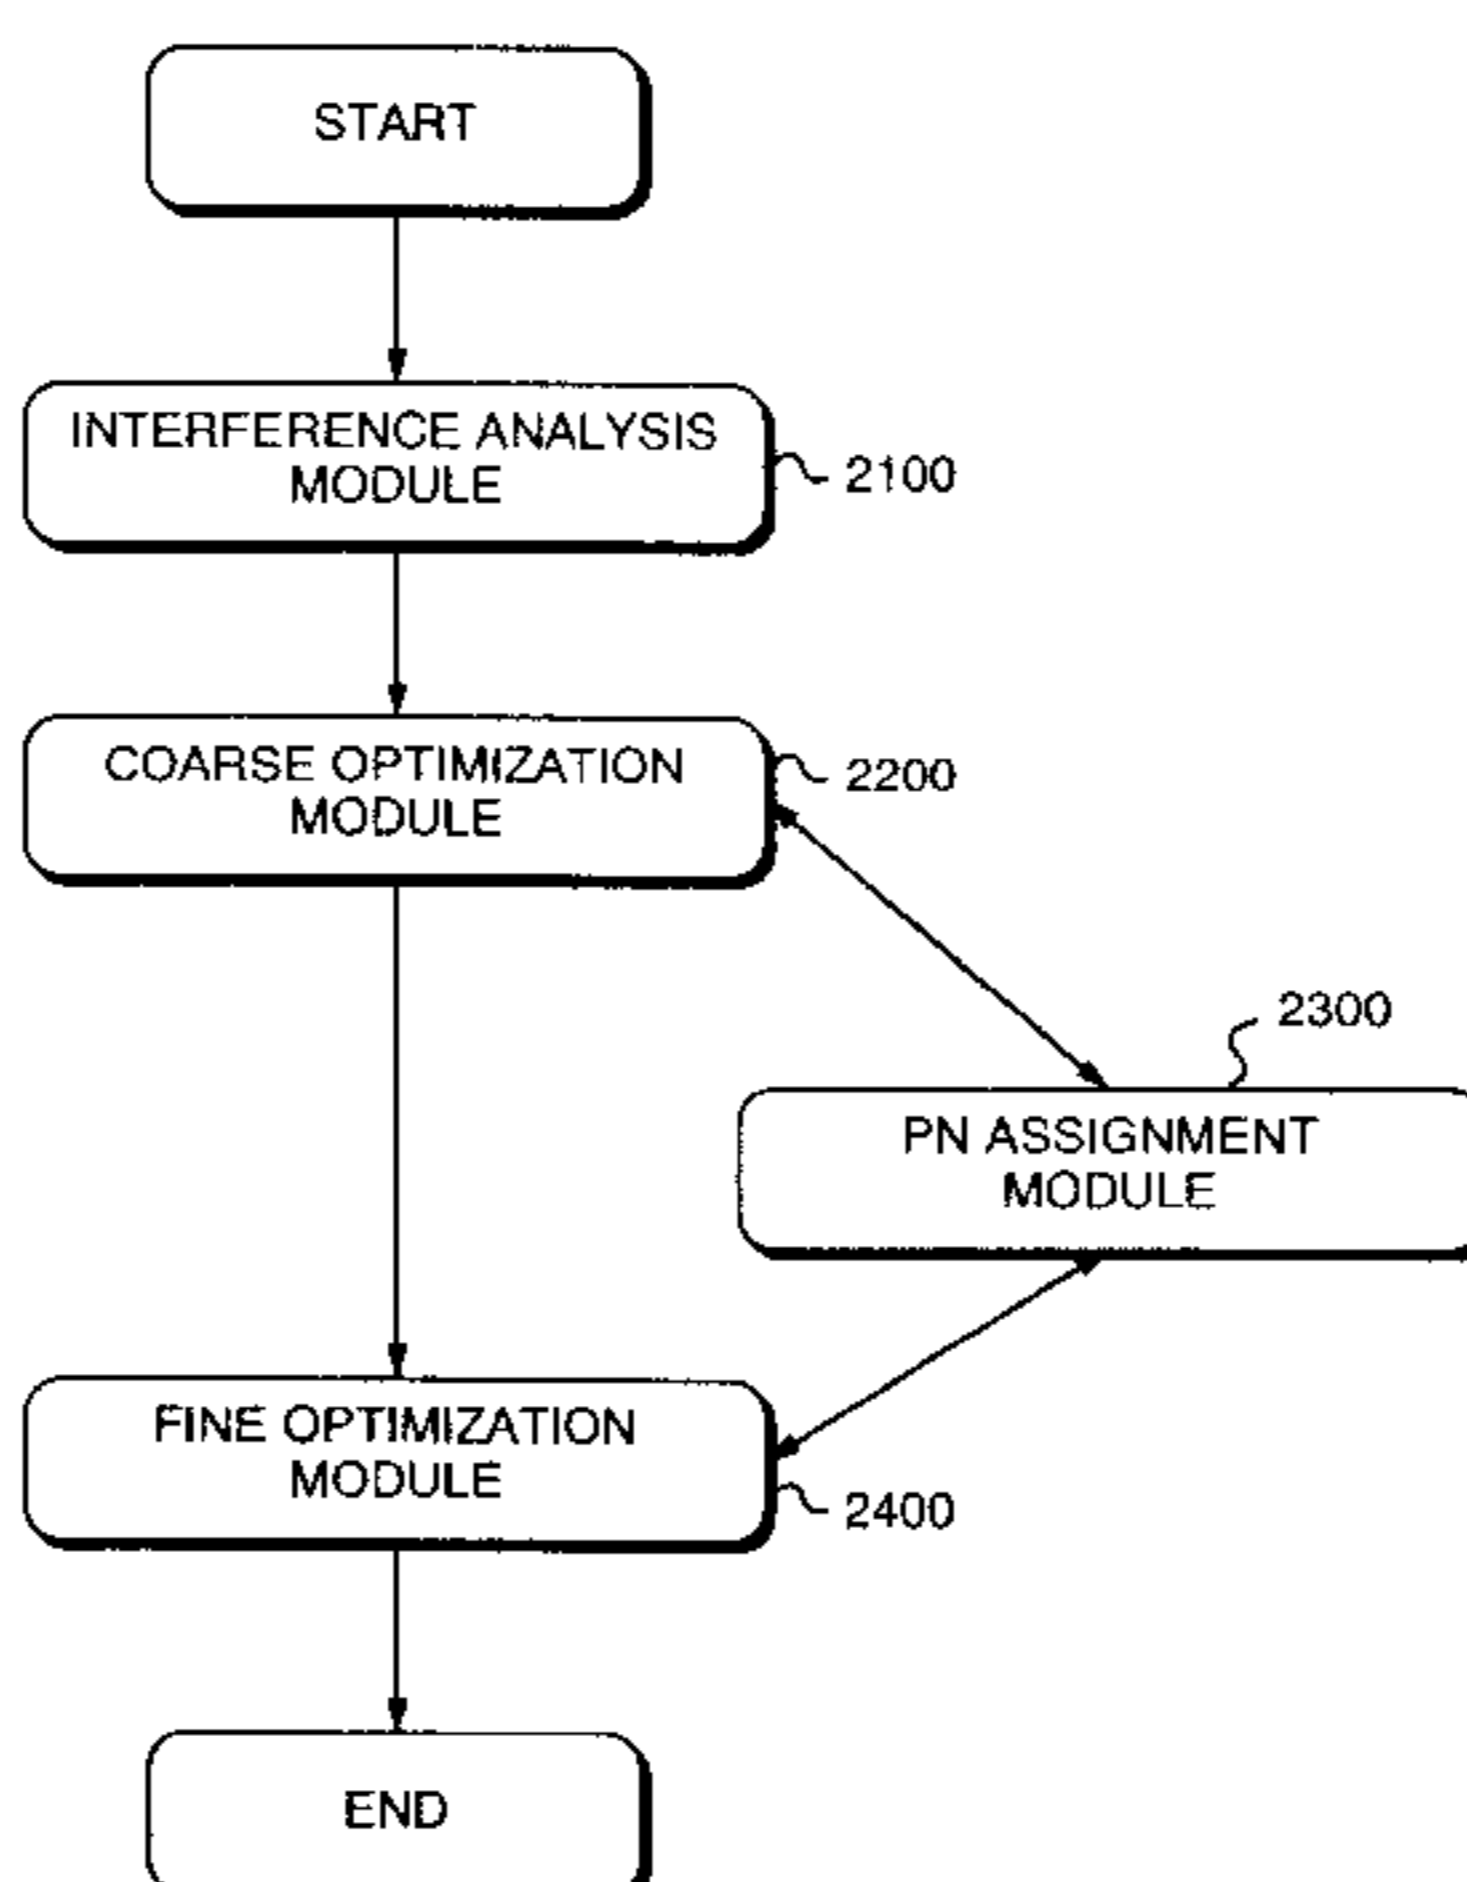 START
INTERFERENCE ANALYSIS
MODULE
2100
COARSE OPTIMIZATION
MODULE
2200
2300
PN ASSIGNMENT
MODULE
FINE OPTIMIZATION
MODULE
2400
END